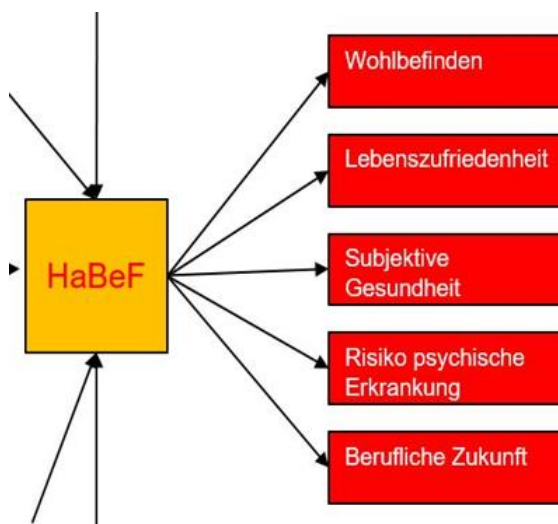 Wohlbefinden
Lebenszufriedenheit
HaBeF
Subjektive
Gesundheit
Risiko psychische
Erkrankung
Berufliche Zukunft